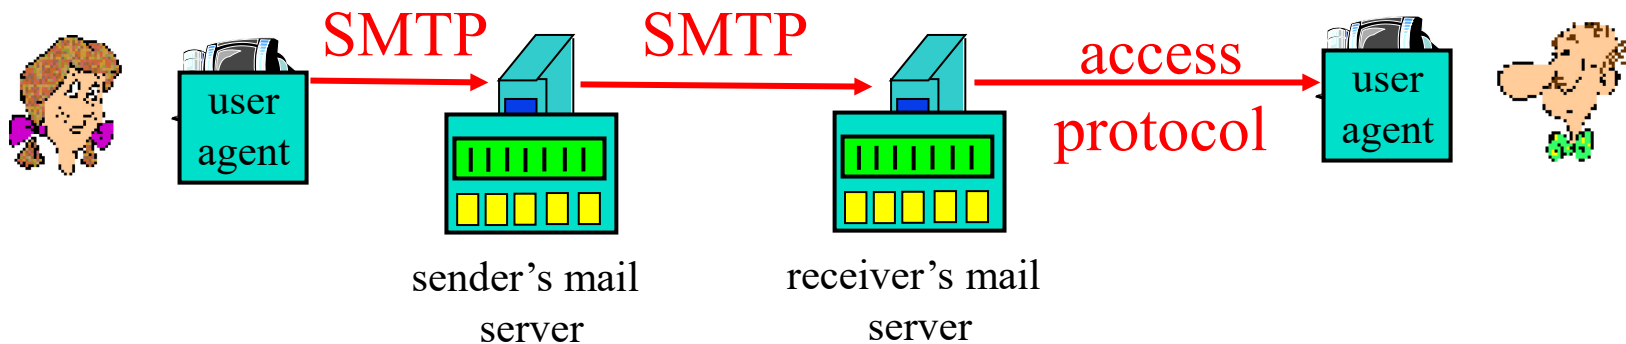 SMTP
SMTP
access
protocol
user
agent
user
agent
sender’s mail
server
receiver’s mail
server